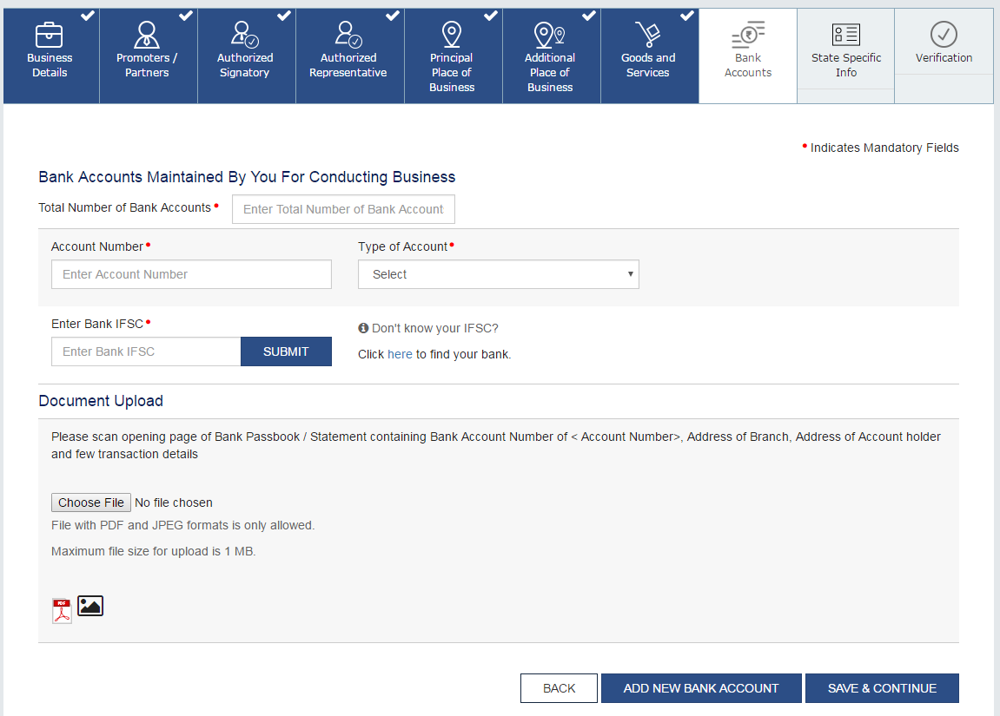 Business
Details
Promoters /
Partners
Authorized
Signatory
Authorized
Representative
Principal
Place of
Business
Additional
Place of
Business
Goods and
Services
Bank
Accounts
State Specific
Info
Verification
• Indicates Mandatory Fields
Bank Accounts Maintained By You For Conducting Business
Total Number of Bank Accounts • Enter Total Number of Bank Account
Account Number •
Type of Account •
Enter Account Number
Select
Enter Bank IFSC •
Don't know your IFSC?
Enter Bank IFSC SUBMIT
Click here to find your bank.
Document Upload
Please scan opening page of Bank Passbook / Statement containing Bank Account Number of < Account Number>, Address of Branch, Address of Account holder
and few transaction details
Choose File No file chosen
File with PDF and JPEG formats is only allowed.
Maximum file size for upload is 1 MB.
PDF
BACK ADD NEW BANK ACCOUNT SAVE & CONTINUE